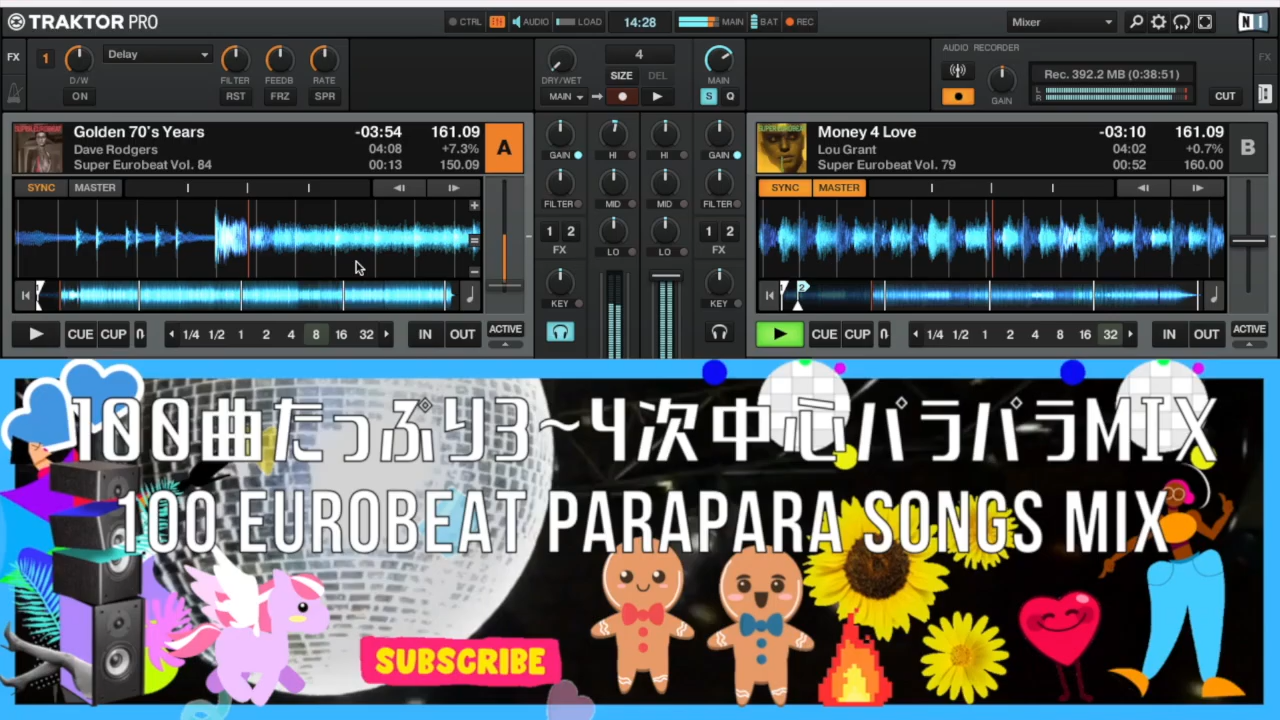 TRAKTOR PRO
CTRL AUDIO LOAD 14:28 MAIN BAT REC
Mixer
NI
FX 1 D/W ON
Delay
FILTER FEEDB RATE
RST FRZ SPR
DRY/WET 4 MAIN
SIZE DEL
MAIN S Q
AUDIO RECORDER
Rec. 392.2 MB (0:38:51)
L
R
GAIN CUT
FX
Golden 70's Years -03:54 161.09
Dave Rodgers 04:08 +7.3%
Super Eurobeat Vol. 84 00:13 150.09
A
SYNC MASTER
GAIN HI HI GAIN
FILTER MID MID FILTER
1 2 LO LO 1 2
FX FX
KEY KEY
Money 4 Love -03:10 161.09
Lou Grant 04:02 +0.7%
Super Eurobeat Vol. 79 00:52 160.00
B
SYNC MASTER
2
CUE CUP 1/4 1/2 1 2 4 8 16 32 IN OUT ACTIVE
CUE CUP 1/4 1/2 1 2 4 8 16 32 IN OUT ACTIVE
100曲たっぷり3~4次中心パラパラMIX
100 EUROBEAT PARAPARA SONGS MIX
SUBSCRIBE